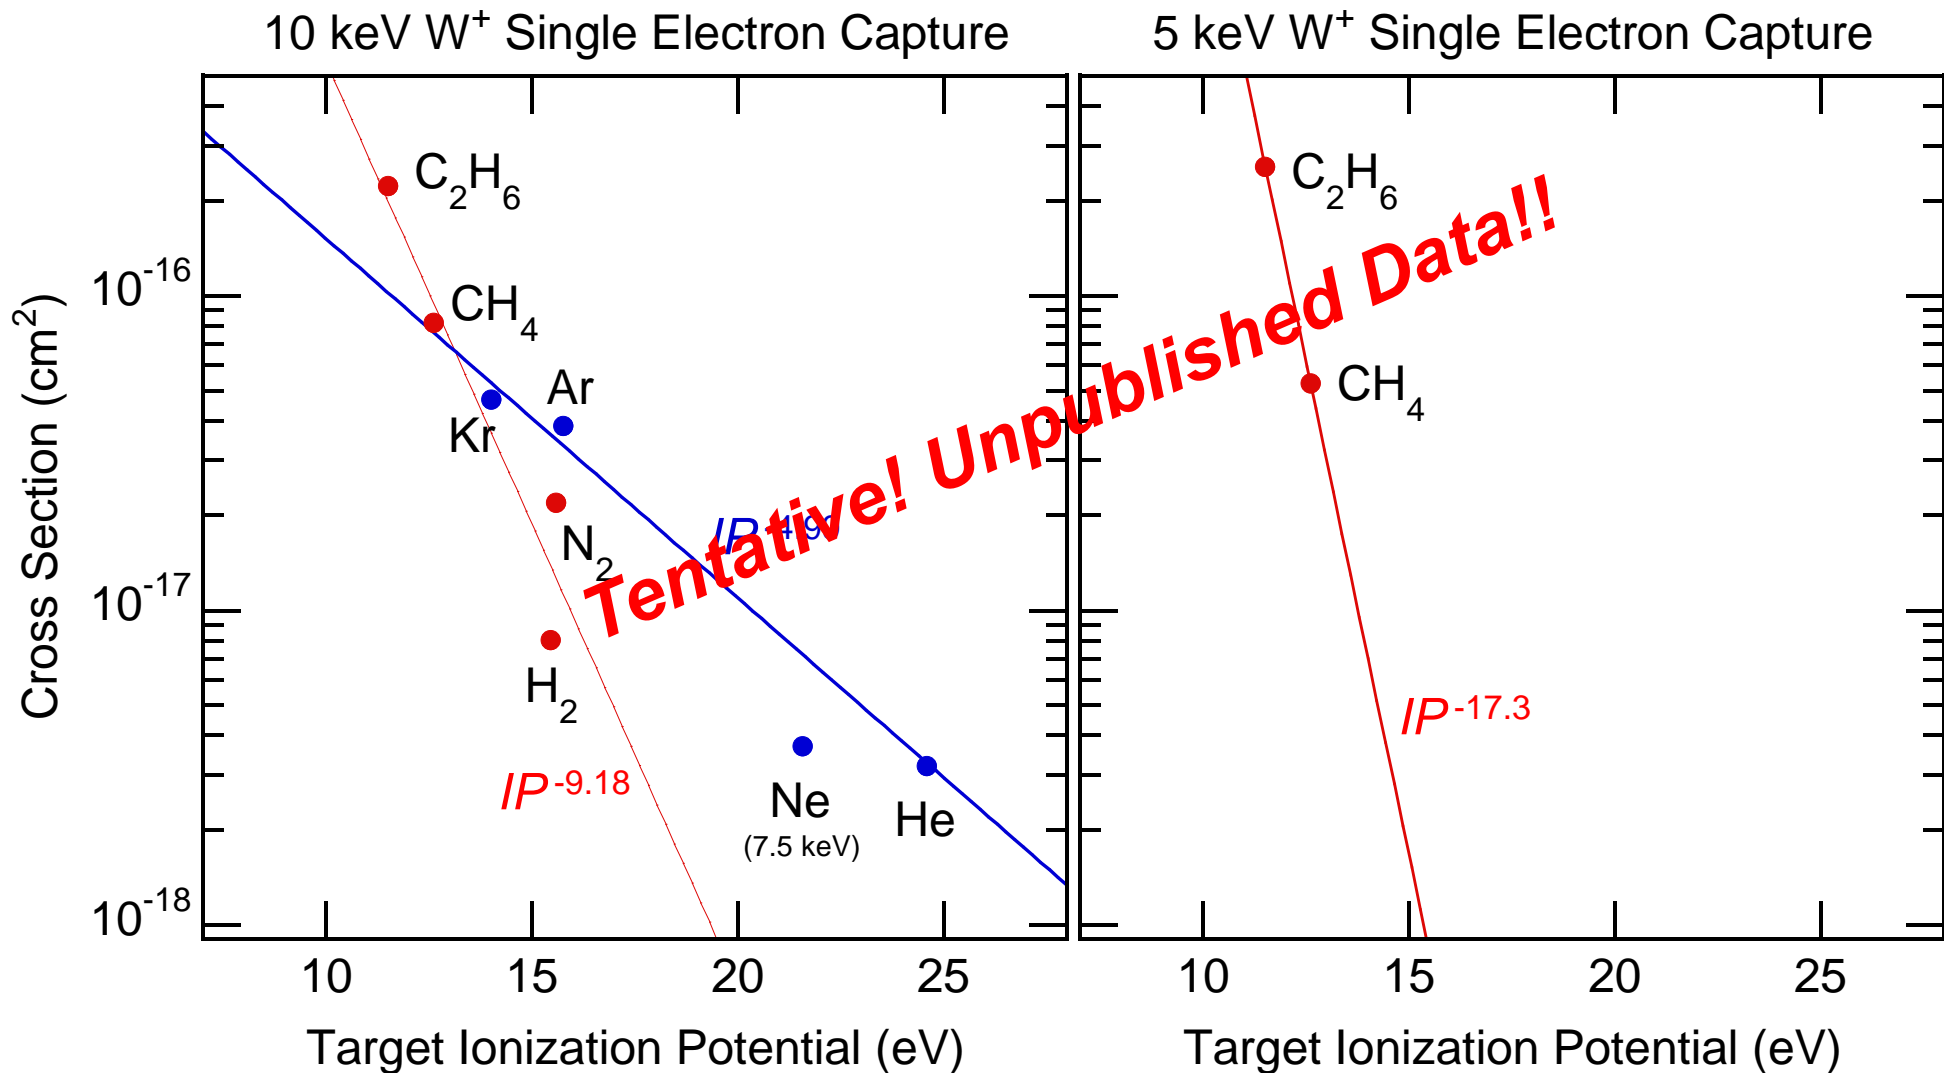 10 keV W⁺ Single Electron Capture
5 keV W⁺ Single Electron Capture
Cross Section (cm²)
10⁻¹⁶
10⁻¹⁷
10⁻¹⁸
C₂H₆
CH₄
Ar
Kr
N₂
H₂
Ne
(7.5 keV)
He
IP⁻⁹·¹⁸
IP
C₂H₆
CH₄
IP⁻¹⁷·³
Tentative! Unpublished Data!!
10 15 20 25
10 15 20 25
Target Ionization Potential (eV)
Target Ionization Potential (eV)